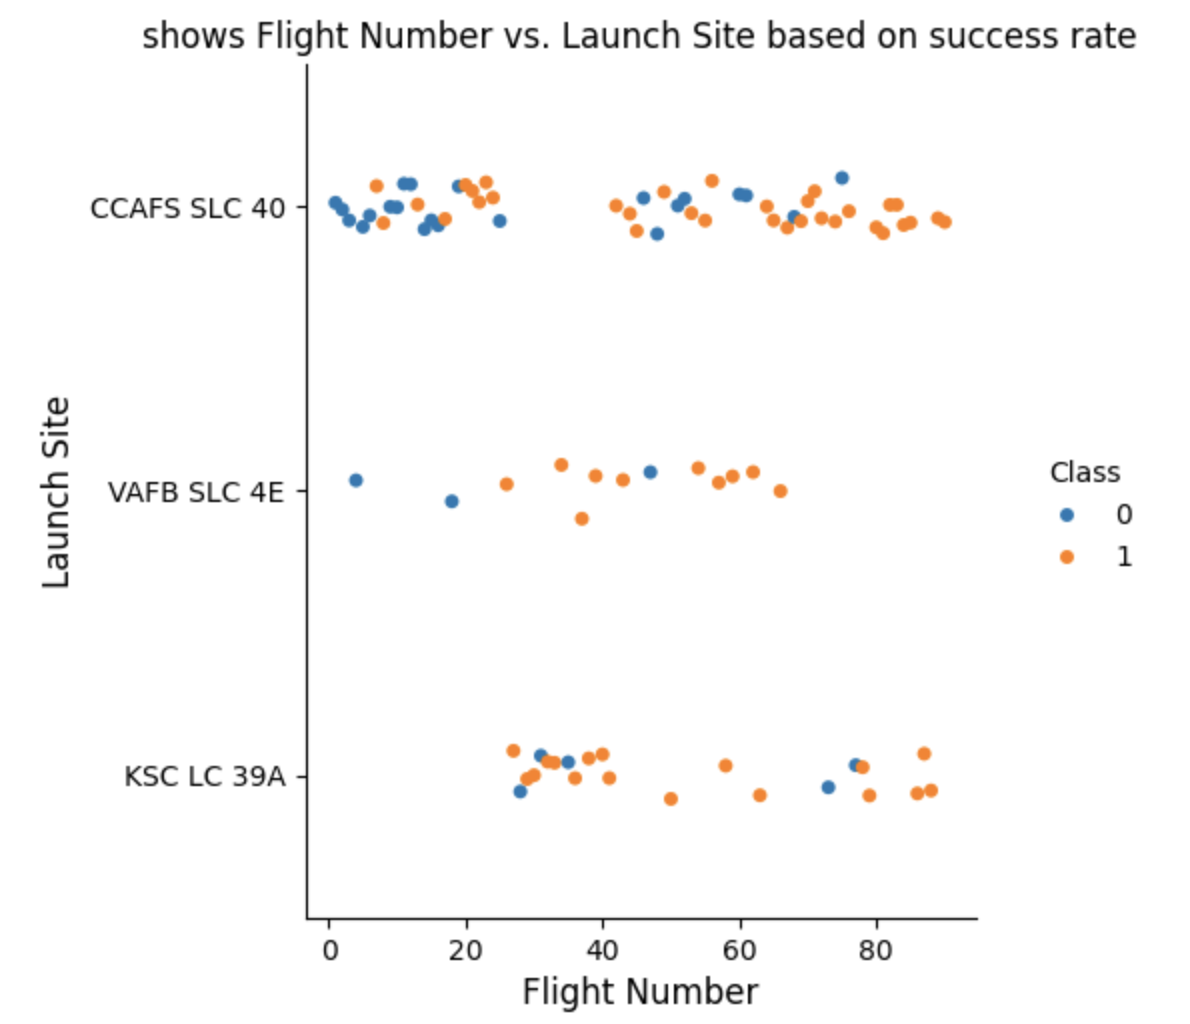 shows Flight Number vs. Launch Site based on success rate
CCAFS SLC 40
VAFB SLC 4E
KSC LC 39A
Launch Site
0 20 40 60 80
Flight Number
Class
0
1